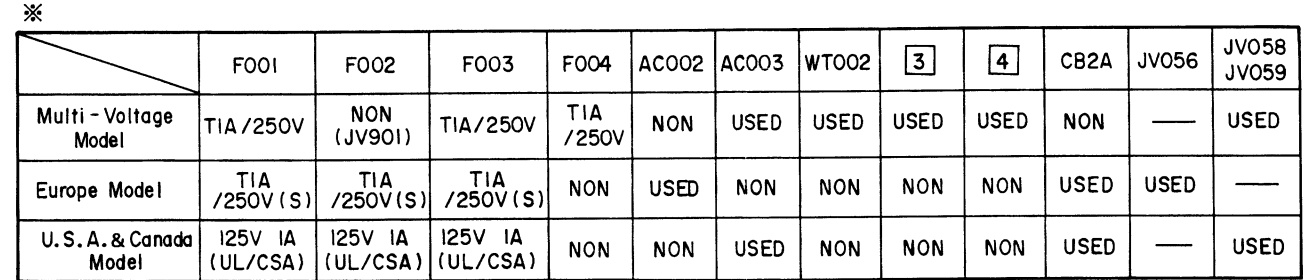 ※
F001 F002 F003 F004 AC002 AC003 WT002 3 4 CB2A JV056 JV058 JV059
Multi-Voltage Model T1A/250V NON (JV901) T1A/250V T1A /250V NON USED USED USED USED NON — USED
Europe Model T1A /250V(S) T1A /250V(S) T1A /250V(S) NON USED NON NON NON NON USED USED —
U.S.A.& Canada Model 125V 1A (UL/CSA) 125V 1A (UL/CSA) 125V 1A (UL/CSA) NON NON USED NON NON NON USED — USED